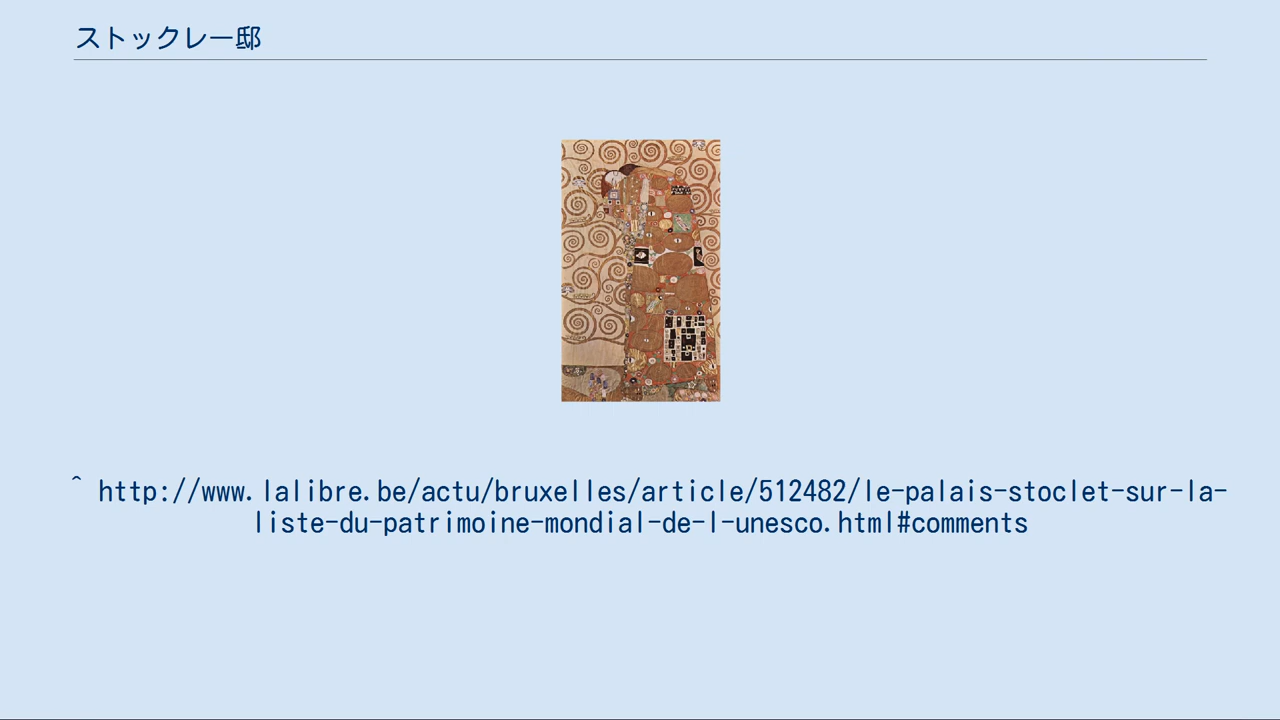 ストックレー邸
^ http://www.lalibre.be/actu/bruxelles/article/512482/le-palais-stoclet-sur-la-
liste-du-patrimoine-mondial-de-l-unesco.html#comments